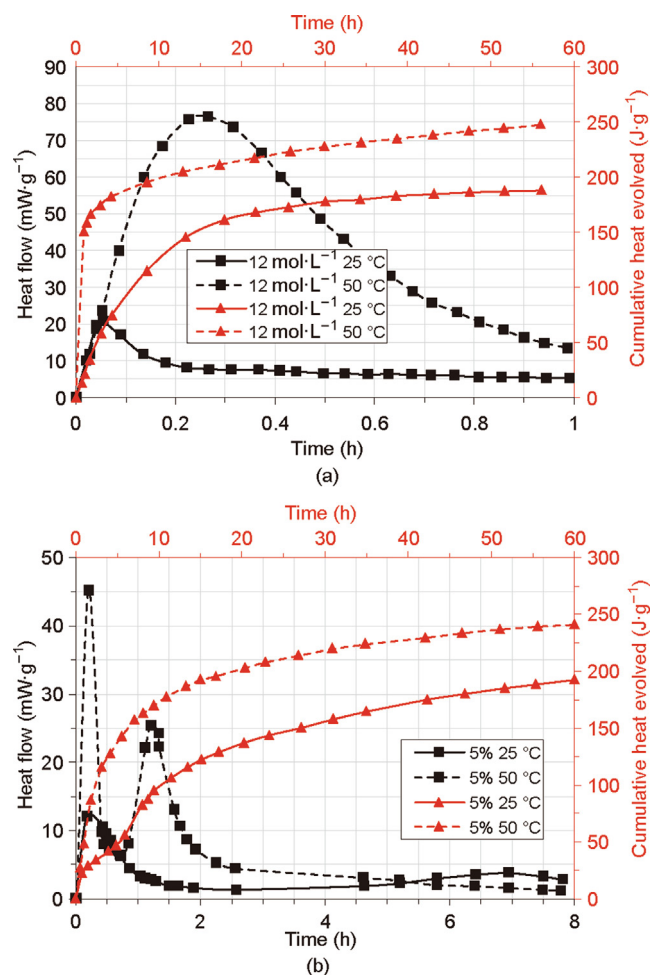 Time (h)
0 10 20 30 40 50 60
90 300
80
250
70
60 200
50
150
40
30 100
20
50
10
0 0
Heat flow (mW·g⁻¹)
Cumulative heat evolved (J·g⁻¹)
12 mol·L⁻¹ 25 °C
12 mol·L⁻¹ 50 °C
12 mol·L⁻¹ 25 °C
12 mol·L⁻¹ 50 °C
0 0.2 0.4 0.6 0.8 1
Time (h)
(a)
Time (h)
0 10 20 30 40 50 60
50 300
250
40
200
30
150
20
100
10
50
0 0
Heat flow (mW·g⁻¹)
Cumulative heat evolved (J·g⁻¹)
5% 25 °C
5% 50 °C
5% 25 °C
5% 50 °C
0 2 4 6 8
Time (h)
(b)